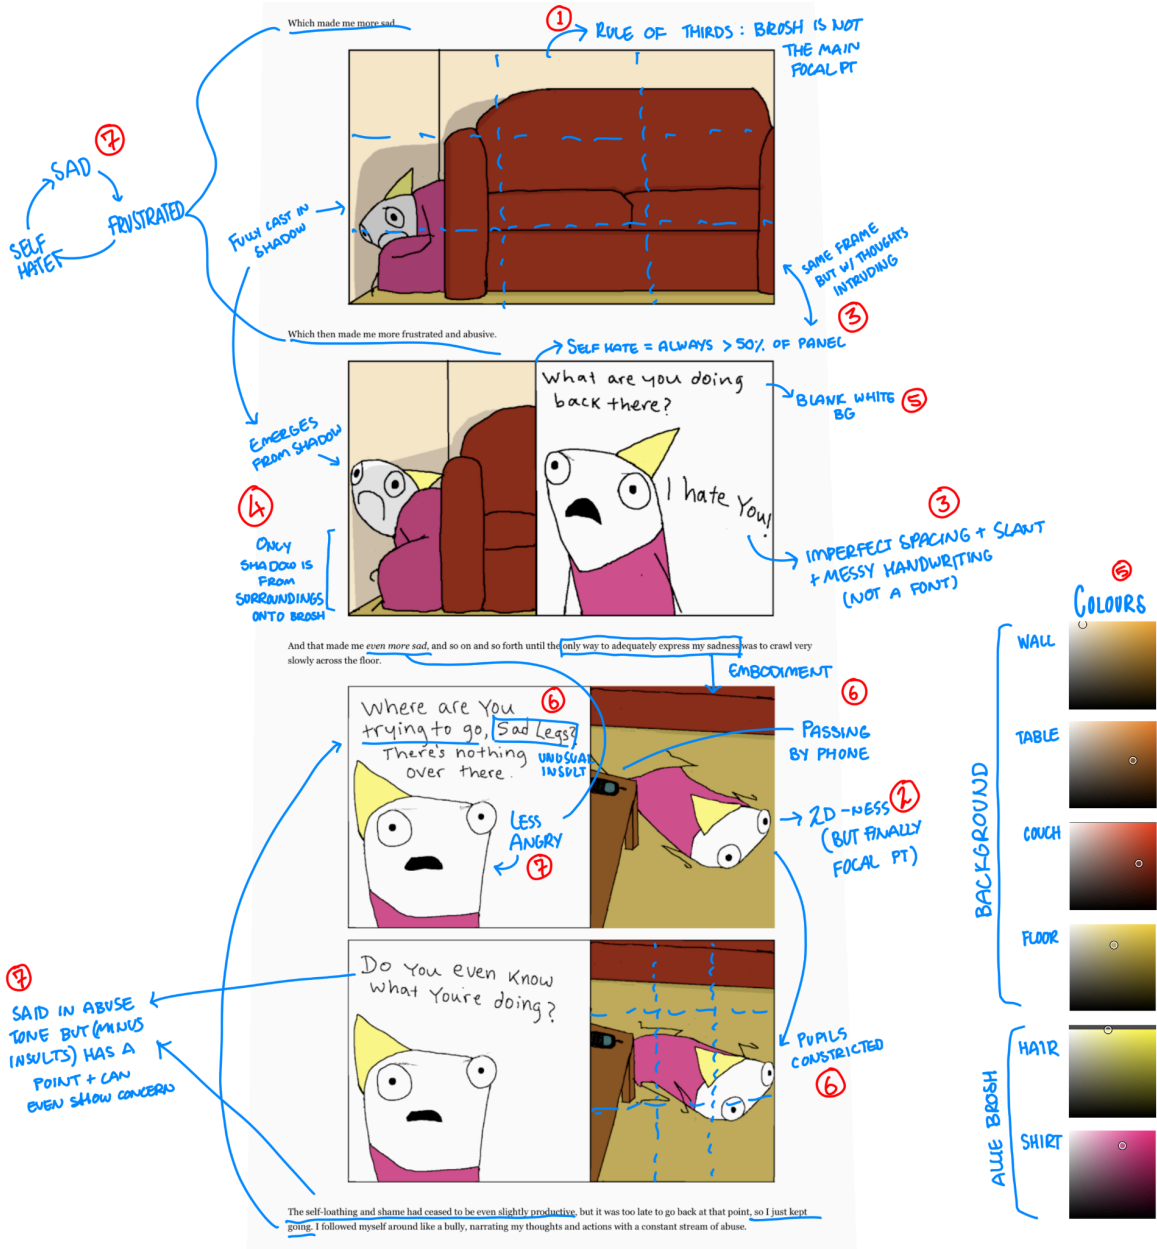 Which made me more sad.
1
RULE OF THIRDS: BROSH IS NOT
THE MAIN
FOCAL PT
7
SAD
FRUSTRATED
SELF
HATE
FULLY CAST IN
SHADOW
SAME FRAME
BUT W/ THOUGHTS
INTRUDING
3
Which then made me more frustrated and abusive.
SELF HATE = ALWAYS > 50% OF PANEL
What are you doing
back there?
BLANK WHITE
BG
5
EMERGES
FROM SHADOW
I hate You!
4
ONLY
SHADOW IS
FROM
SURROUNDINGS
ONTO BROSH
3
IMPERFECT SPACING + SLANT
+ MESSY HANDWRITING
(NOT A FONT)
And that made me even more sad, and so on and so forth until the only way to adequately express my sadness was to crawl very
slowly across the floor.
EMBODIMENT
6
Where are You
trying to go, Sad Legs?
There's nothing
over there.
6
UNUSUAL
INSULT
PASSING
BY PHONE
LESS
ANGRY
7
2D-NESS
2
(BUT FINALLY
FOCAL PT)
Do You even know
what You're doing?
PUPILS
CONSTRICTED
6
7
SAID IN ABUSE
TONE BUT (MINUS
INSULTS) HAS A
POINT + CAN
EVEN SHOW CONCERN
The self-loathing and shame had ceased to be even slightly productive, but it was too late to go back at that point, so I just kept
going. I followed myself around like a bully, narrating my thoughts and actions with a constant stream of abuse.
5
COLOURS
BACKGROUND
WALL
TABLE
COUCH
FLOOR
ALLIE BROSH
HAIR
SHIRT